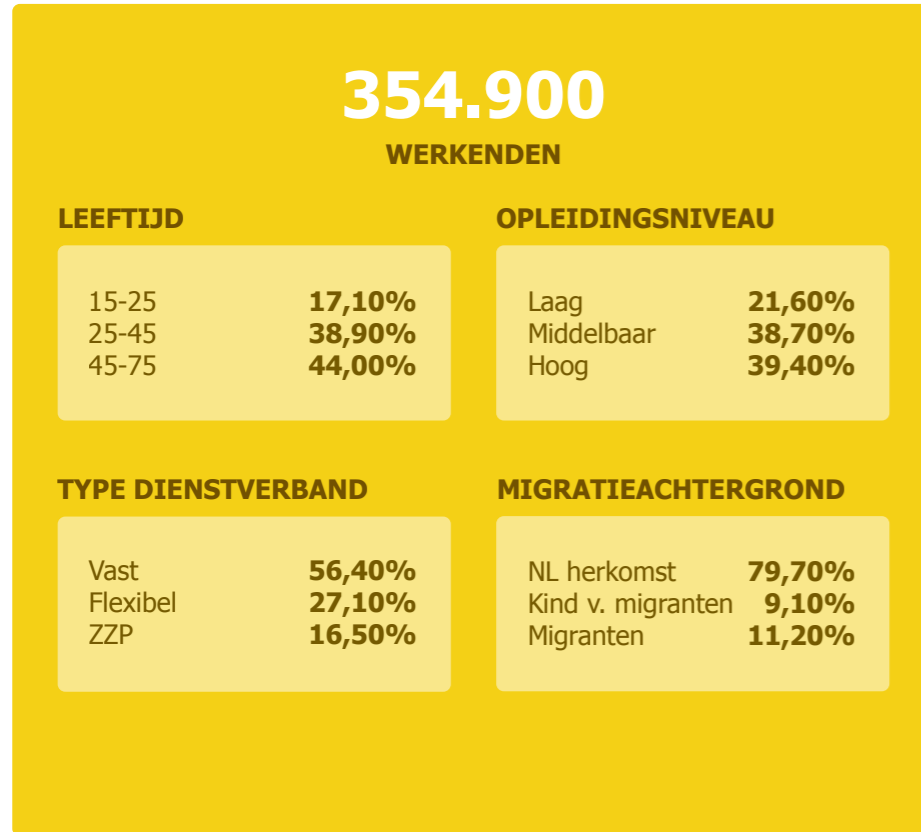 354.900
WERKENDEN
LEEFTIJD
15-25 17,10%
25-45 38,90%
45-75 44,00%
OPLEIDINGSNIVEAU
Laag 21,60%
Middelbaar 38,70%
Hoog 39,40%
TYPE DIENSTVERBAND
Vast 56,40%
Flexibel 27,10%
ZZP 16,50%
MIGRATIEACHTERGROND
NL herkomst 79,70%
Kind v. migranten 9,10%
Migranten 11,20%